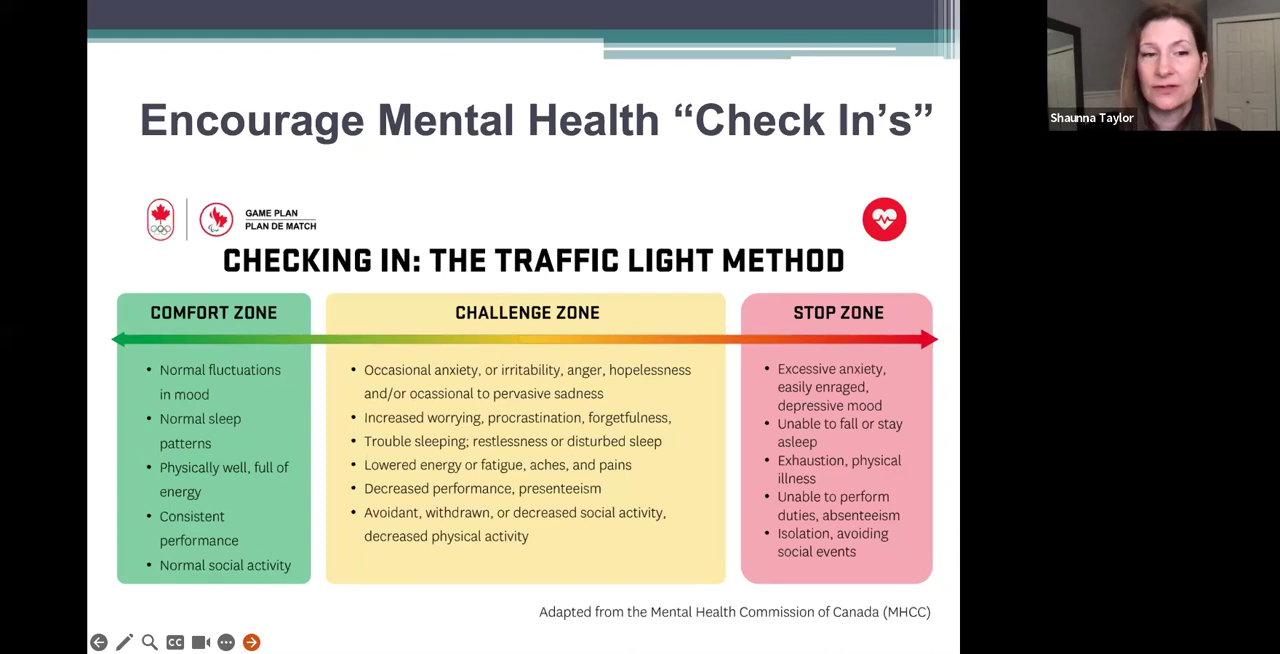 Encourage Mental Health “Check In’s”
Shaunna Taylor
GAME PLAN
PLAN DE MATCH
CHECKING IN: THE TRAFFIC LIGHT METHOD
COMFORT ZONE
• Normal fluctuations
in mood
• Normal sleep
patterns
• Physically well, full of
energy
• Consistent
performance
• Normal social activity
CHALLENGE ZONE
• Occasional anxiety, or irritability, anger, hopelessness
and/or ocassional to pervasive sadness
• Increased worrying, procrastination, forgetfulness,
• Trouble sleeping; restlessness or disturbed sleep
• Lowered energy or fatigue, aches, and pains
• Decreased performance, presenteeism
• Avoidant, withdrawn, or decreased social activity,
decreased physical activity
STOP ZONE
• Excessive anxiety,
easily enraged,
depressive mood
• Unable to fall or stay
asleep
• Exhaustion, physical
illness
• Unable to perform
duties, absenteeism
• Isolation, avoiding
social events
Adapted from the Mental Health Commission of Canada (MHCC)
CC